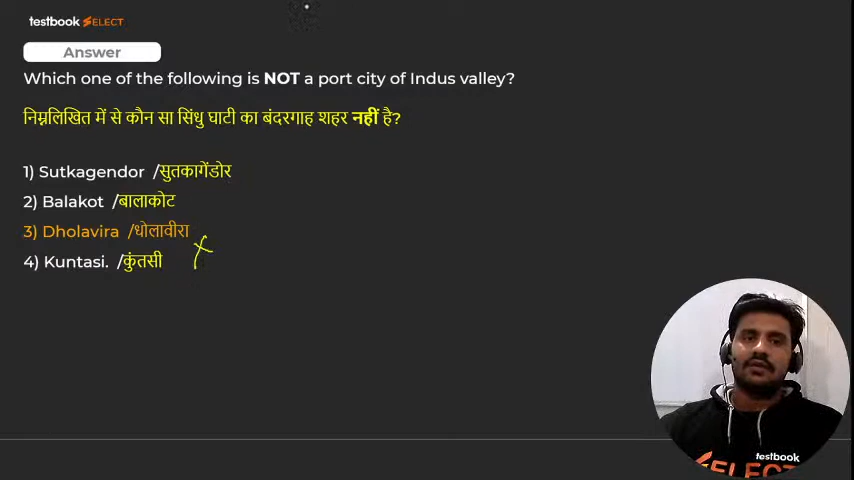 testbook SELECT
Answer
Which one of the following is NOT a port city of Indus valley?
निम्नलिखित में से कौन सा सिंधु घाटी का बंदरगाह शहर नहीं है?
1) Sutkagendor /सुतकागेंडोर
2) Balakot /बालाकोट
3) Dholavira /धोलावीरा
4) Kuntasi. /कुंतसी
testbook
SELECT